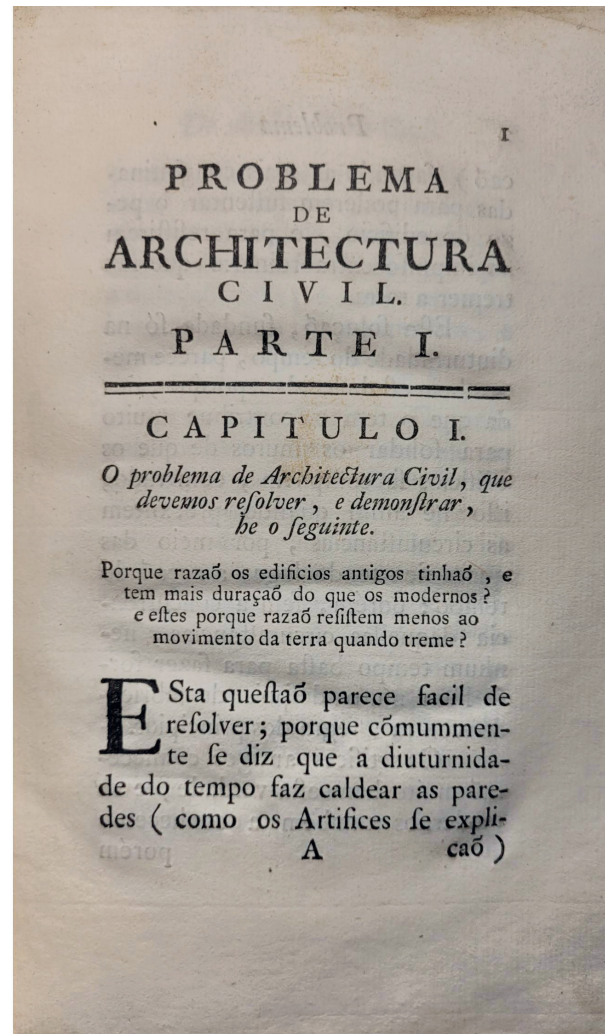 1
PROBLEMA
DE
ARCHITECTURA
CIVIL.
PARTE I.
CAPITULO I.
O problema de Architectura Civil, que
devemos reſolver, e demonſtrar,
he o ſeguinte.
Porque razaõ os edificios antigos tinhaõ, e
tem mais duraçaõ do que os modernos?
e eſtes porque razaõ reſiſtem menos ao
movimento da terra quando treme?
ESta queſtaõ parece facil de
reſolver; porque cõmummen-
te ſe diz que a diuturnida-
de do tempo faz caldear as pare-
des ( como os Artifices ſe expli-
A caõ )